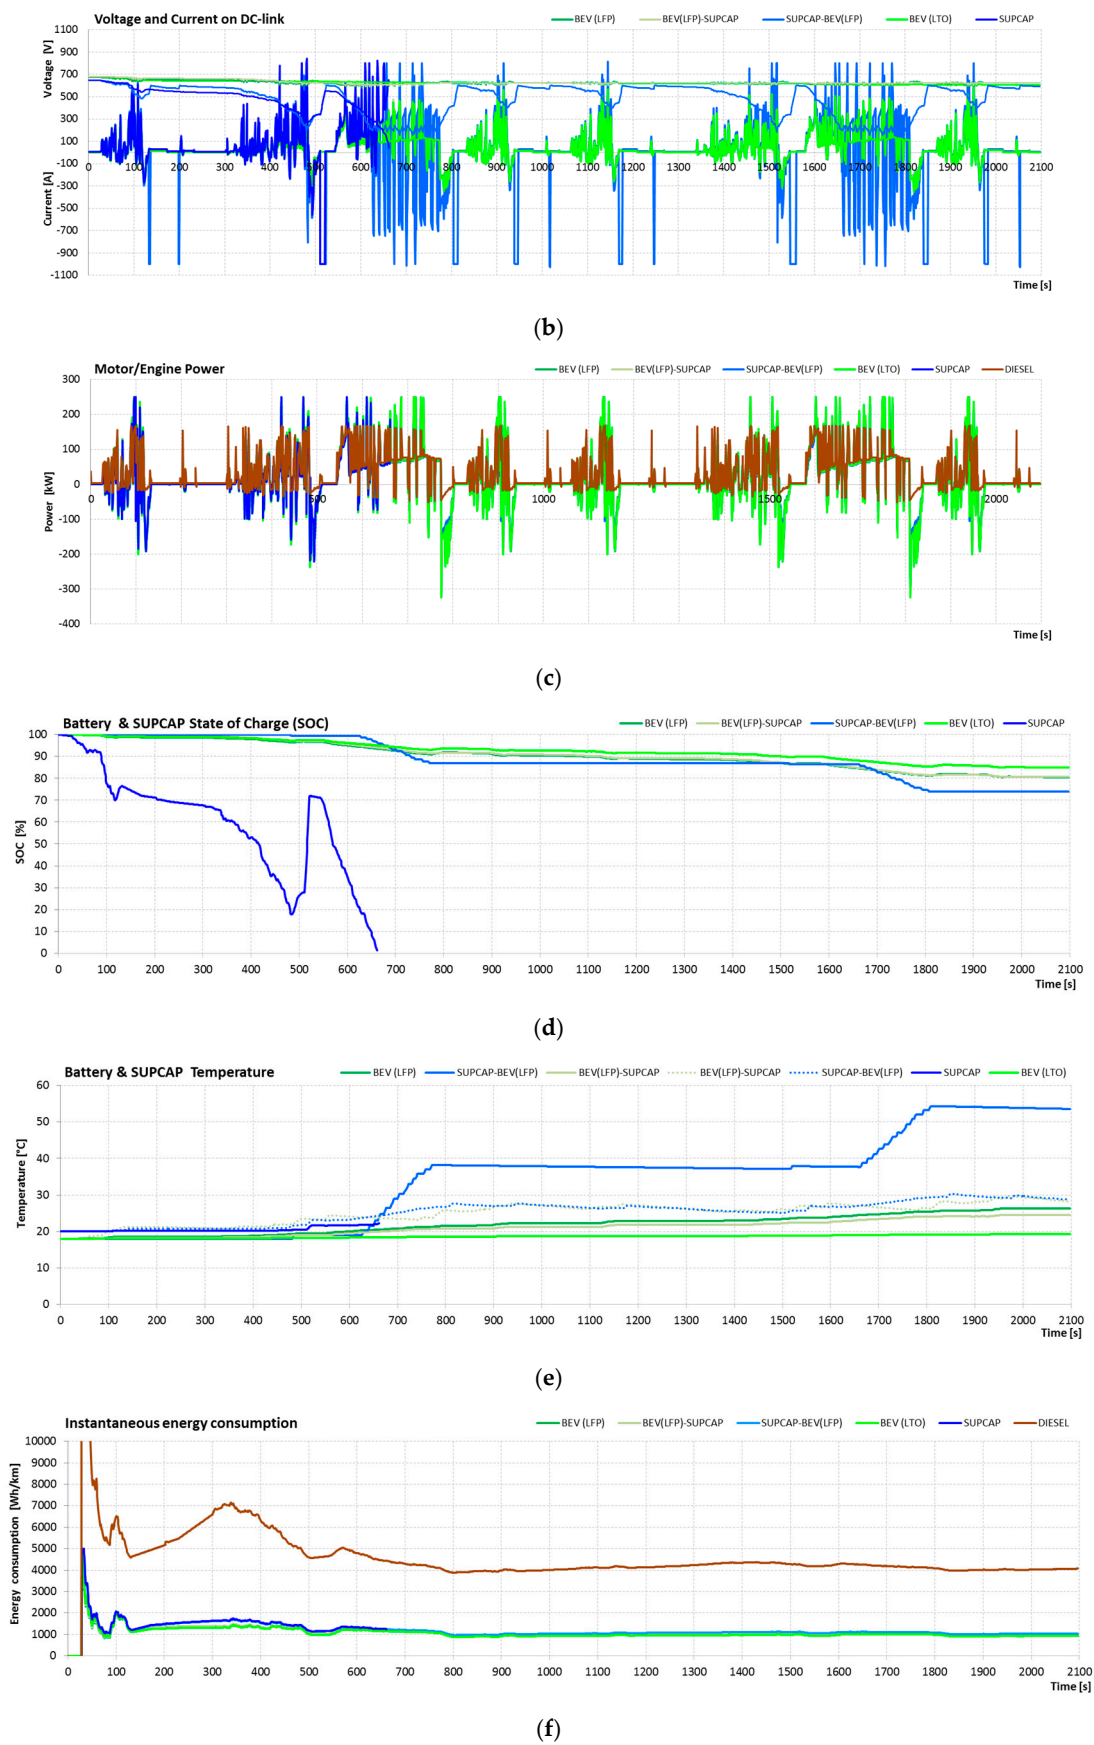 Voltage and Current on DC-link
BEV (LFP) BEV(LFP)-SUPCAP SUPCAP-BEV(LFP) BEV (LTO) SUPCAP
1100
900
700
500
300
100
-100
-300
-500
-700
-900
-1100
Voltage [V]
Current [A]
0 100 200 300 400 500 600 700 800 900 1000 1100 1200 1300 1400 1500 1600 1700 1800 1900 2000 2100
Time [s]
(b)
Motor/Engine Power
BEV (LFP) BEV(LFP)-SUPCAP SUPCAP-BEV(LFP) BEV (LTO) SUPCAP DIESEL
300
200
100
0
-100
-200
-300
-400
Power [kW]
0 500 1000 1500 2000
Time [s]
(c)
Battery & SUPCAP State of Charge (SOC)
BEV (LFP) BEV(LFP)-SUPCAP SUPCAP-BEV(LFP) BEV (LTO) SUPCAP
100
90
80
70
60
50
40
30
20
10
0
SOC [%]
0 100 200 300 400 500 600 700 800 900 1000 1100 1200 1300 1400 1500 1600 1700 1800 1900 2000 2100
Time [s]
(d)
Battery & SUPCAP Temperature
BEV (LFP) SUPCAP-BEV(LFP) BEV(LFP)-SUPCAP BEV(LFP)-SUPCAP SUPCAP-BEV(LFP) SUPCAP BEV (LTO)
60
50
40
30
20
10
0
Temperature [°C]
0 100 200 300 400 500 600 700 800 900 1000 1100 1200 1300 1400 1500 1600 1700 1800 1900 2000 2100
Time [s]
(e)
Instantaneous energy consumption
BEV (LFP) BEV(LFP)-SUPCAP SUPCAP-BEV(LFP) BEV (LTO) SUPCAP DIESEL
10000
9000
8000
7000
6000
5000
4000
3000
2000
1000
0
Energy consumption [Wh/km]
0 100 200 300 400 500 600 700 800 900 1000 1100 1200 1300 1400 1500 1600 1700 1800 1900 2000 2100
Time [s]
(f)